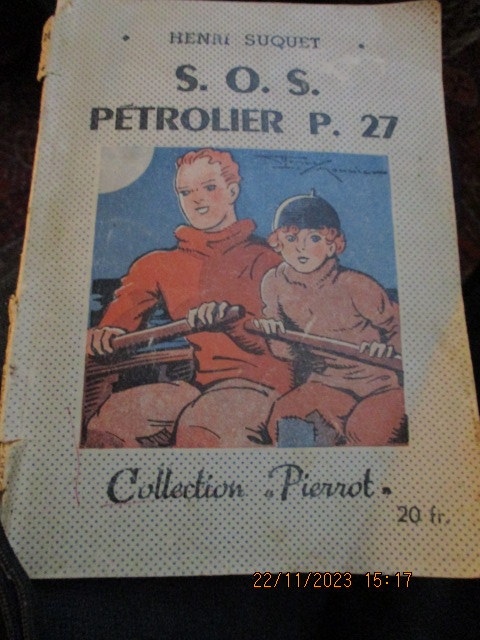 HENRI SUQUET
S. O. S.
PÉTROLIER P. 27
Collection "Pierrot"
20 fr.
22/11/2023 15:17